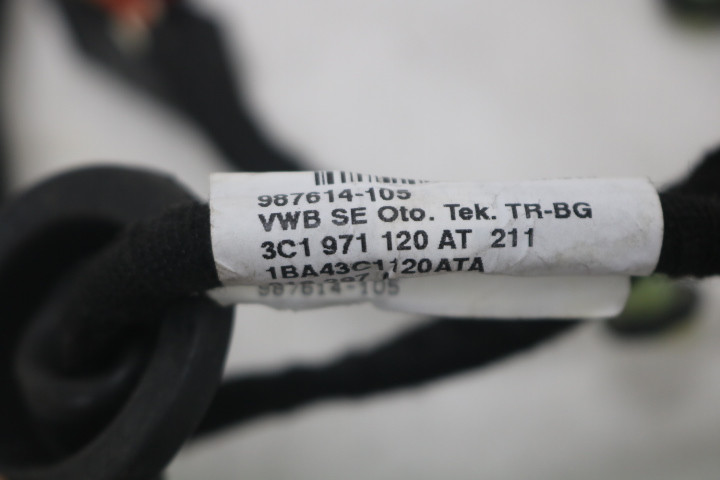 987614-105
VWB SE Oto. Tek. TR-BG
3C1 971 120 AT 211
1BA43C1120ATA
987614-105